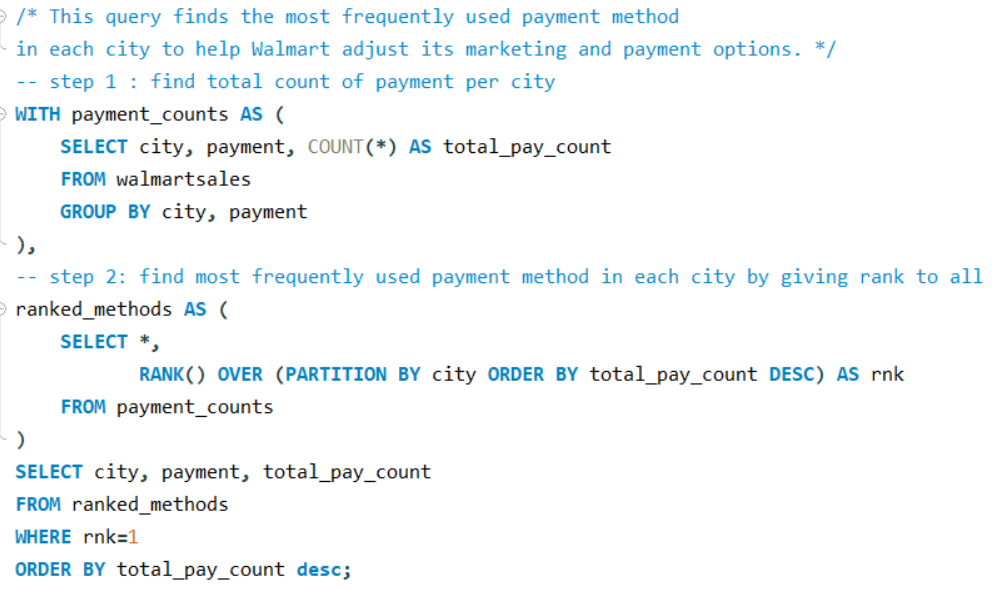 /* This query finds the most frequently used payment method
in each city to help Walmart adjust its marketing and payment options. */
-- step 1 : find total count of payment per city
WITH payment_counts AS (
    SELECT city, payment, COUNT(*) AS total_pay_count
    FROM walmartsales
    GROUP BY city, payment
),
-- step 2: find most frequently used payment method in each city by giving rank to all
ranked_methods AS (
    SELECT *,
           RANK() OVER (PARTITION BY city ORDER BY total_pay_count DESC) AS rnk
    FROM payment_counts
)
SELECT city, payment, total_pay_count
FROM ranked_methods
WHERE rnk=1
ORDER BY total_pay_count desc;